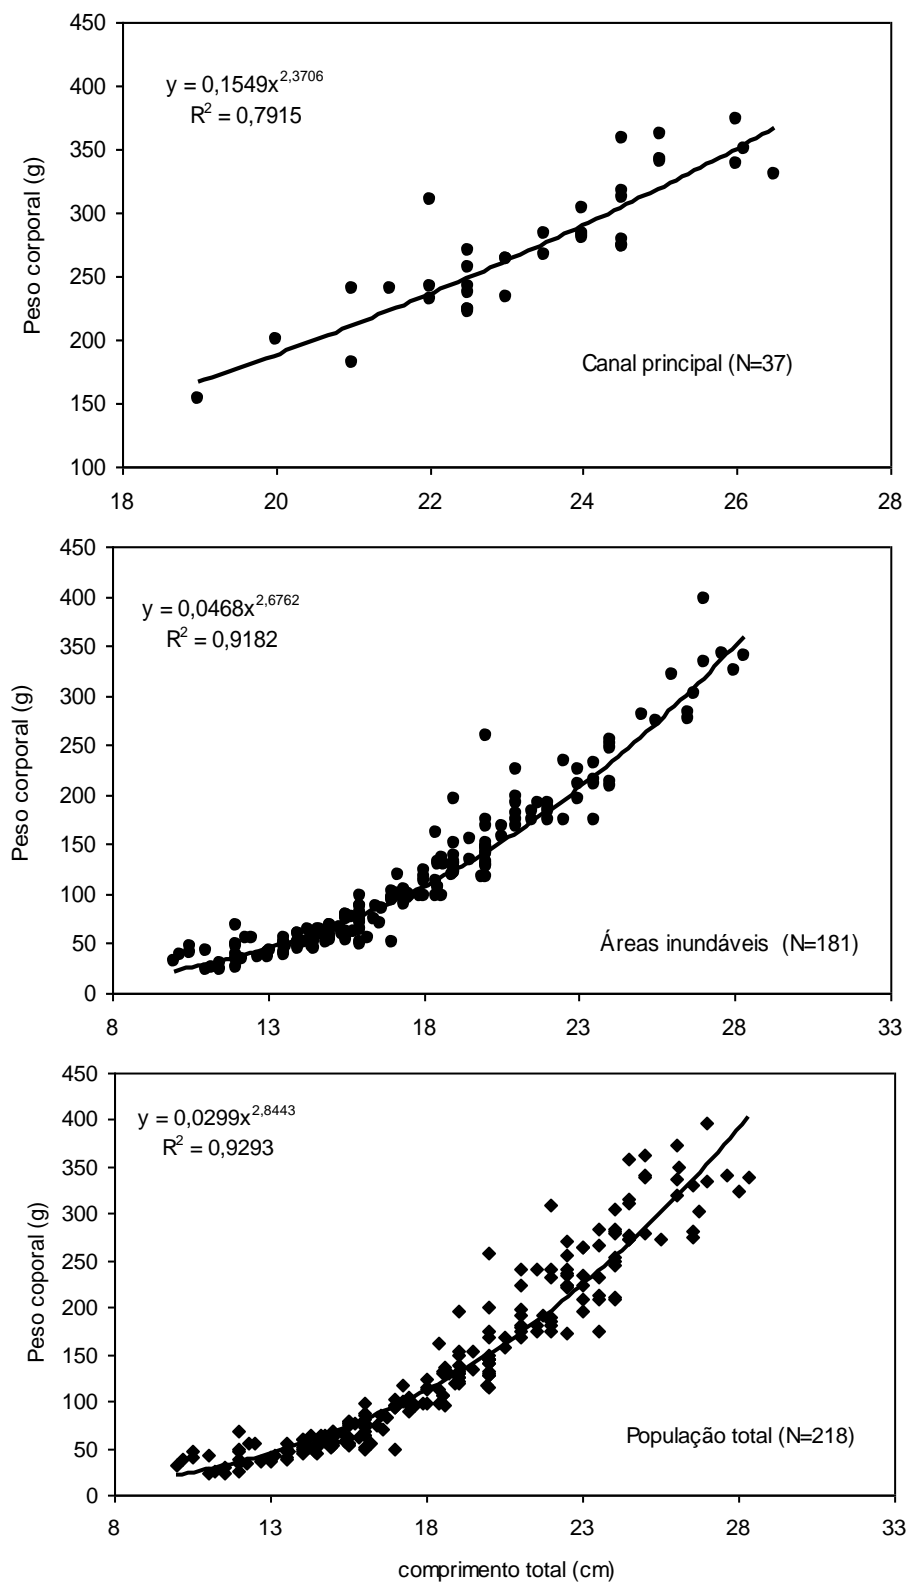 450
400
350
300
250
200
150
100
Peso corporal (g)
y = 0,1549x^2,3706
R^2 = 0,7915
Canal principal (N=37)
18 20 22 24 26 28
450
400
350
300
250
200
150
100
50
0
Peso corporal (g)
y = 0,0468x^2,6762
R^2 = 0,9182
Áreas inundáveis (N=181)
8 13 18 23 28 33
450
400
350
300
250
200
150
100
50
0
Peso coporal (g)
y = 0,0299x^2,8443
R^2 = 0,9293
População total (N=218)
8 13 18 23 28 33
comprimento total (cm)